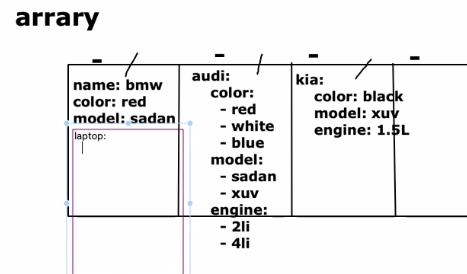 arrary
name: bmw
color: red
model: sadan
laptop:
audi:
color:
- red
- white
- blue
model:
- sadan
- xuv
engine:
- 2li
- 4li
kia:
color: black
model: xuv
engine: 1.5L